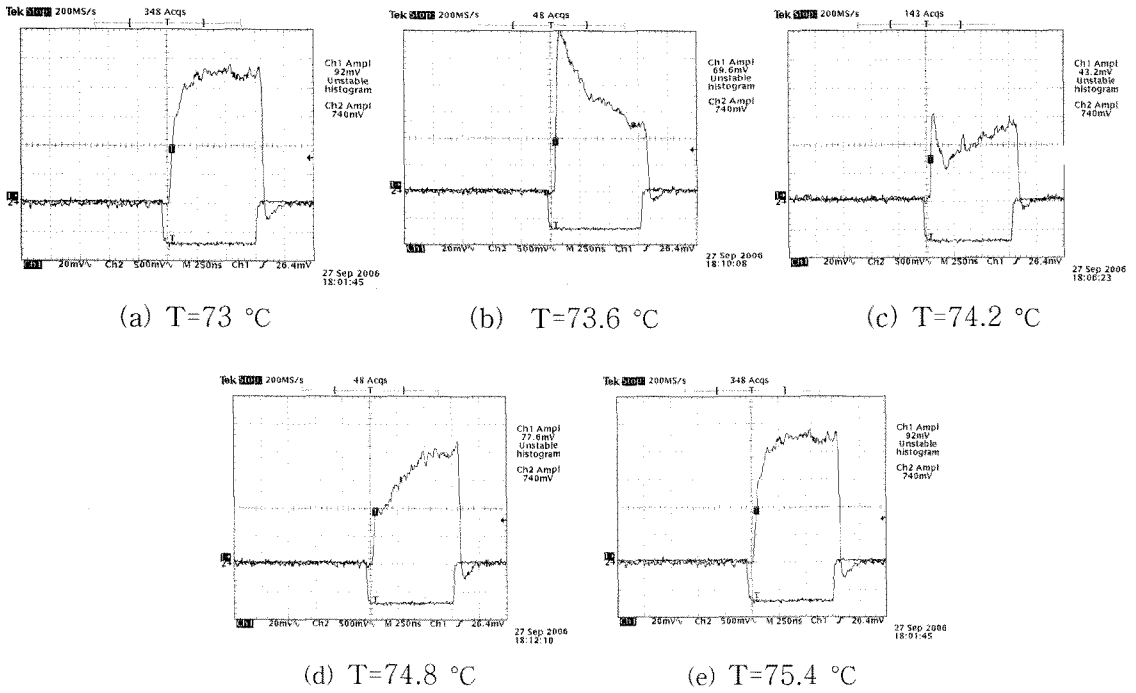 Tek Stop 200MS/s 348 Acqs
Ch1 Ampl
92mV
Unstable
histogram
Ch2 Ampl
740mV
Ch1 20mV Ch2 500mV M 250ns Ch1 26.4mV
27 Sep 2006
18:01:45
(a) T=73 °C
Tek Stop 200MS/s 48 Acqs
Ch1 Ampl
69.6mV
Unstable
histogram
Ch2 Ampl
740mV
Ch1 20mV Ch2 500mV M 250ns Ch1 26.4mV
27 Sep 2006
18:10:08
(b) T=73.6 °C
Tek Stop 200MS/s 143 Acqs
Ch1 Ampl
43.2mV
Unstable
histogram
Ch2 Ampl
740mV
Ch1 20mV Ch2 500mV M 250ns Ch1 26.4mV
27 Sep 2006
18:06:23
(c) T=74.2 °C
Tek Stop 200MS/s 48 Acqs
Ch1 Ampl
77.6mV
Unstable
histogram
Ch2 Ampl
740mV
Ch1 20mV Ch2 500mV M 250ns Ch1 26.4mV
27 Sep 2006
18:12:10
(d) T=74.8 °C
Tek Stop 200MS/s 348 Acqs
Ch1 Ampl
92mV
Unstable
histogram
Ch2 Ampl
740mV
Ch1 20mV Ch2 500mV M 250ns Ch1 26.4mV
27 Sep 2006
18:01:45
(e) T=75.4 °C